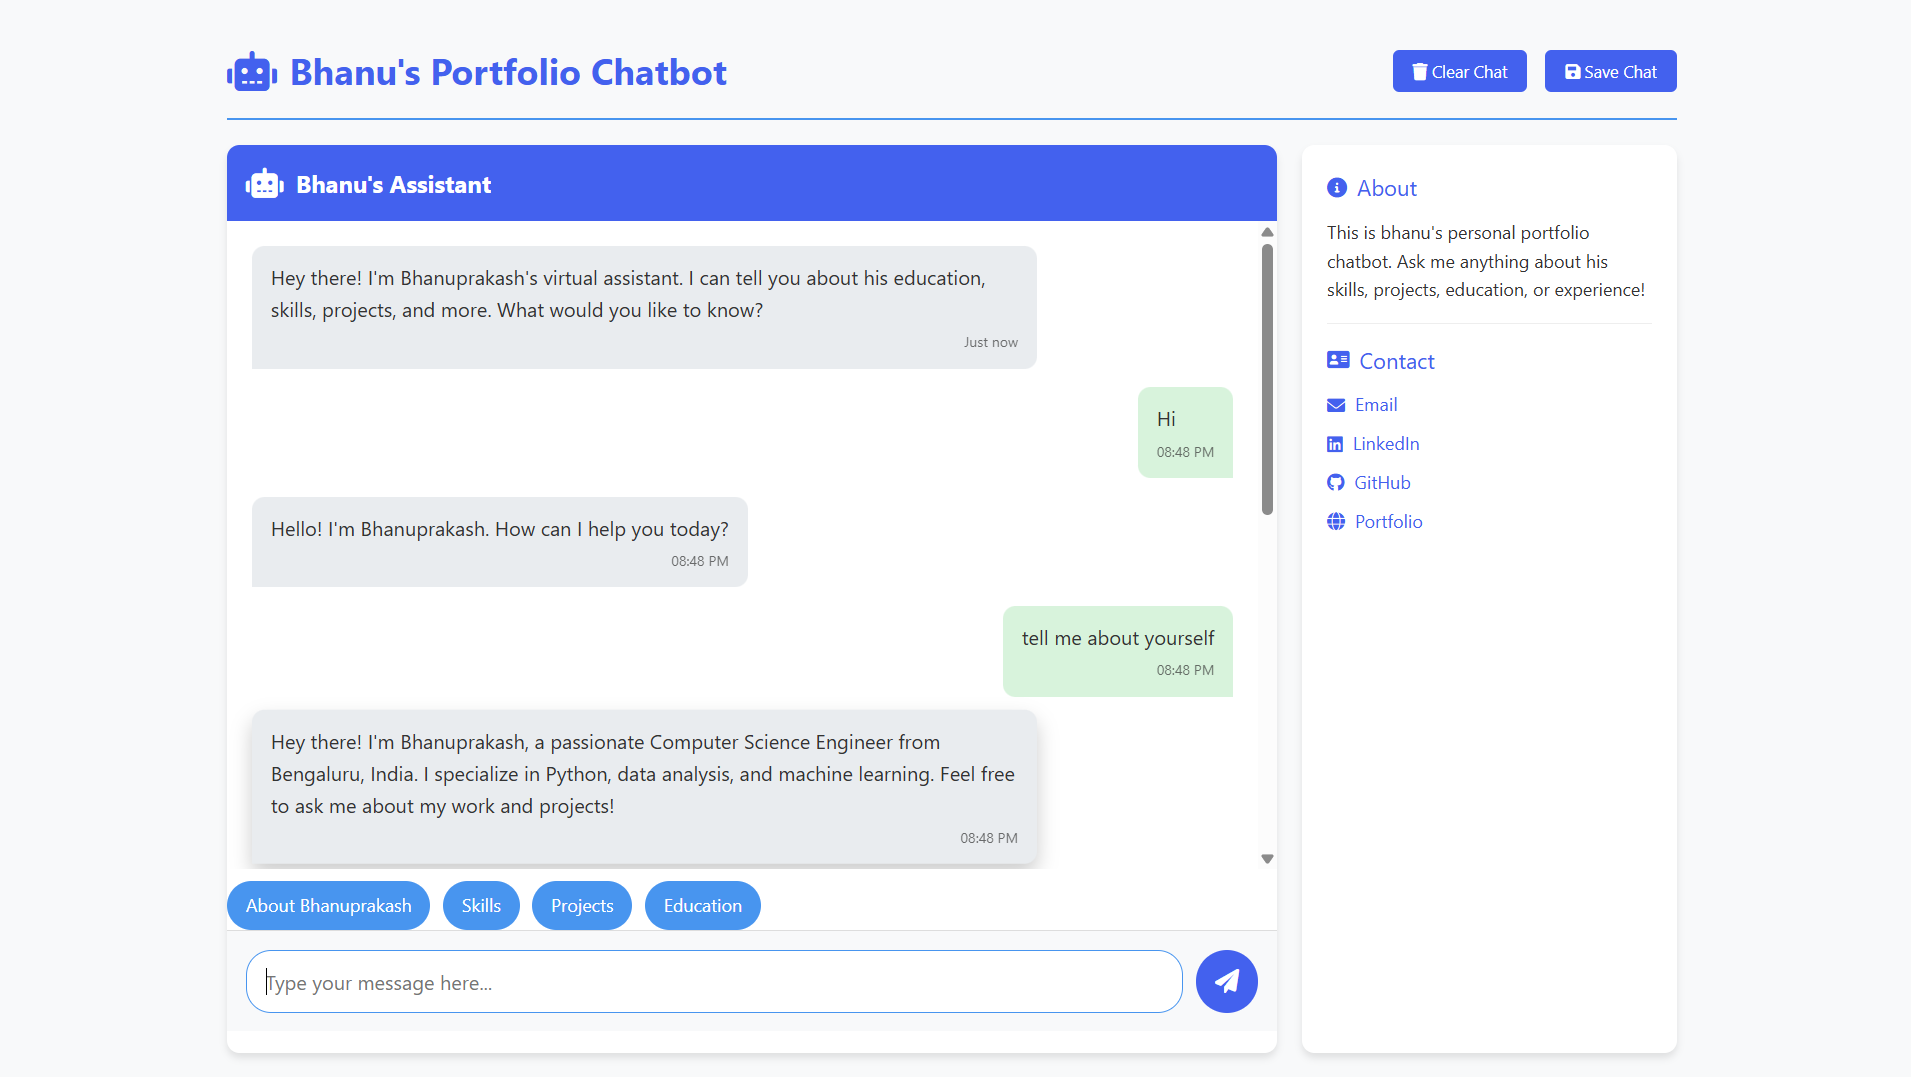 Bhanu's Portfolio Chatbot
Clear Chat
Save Chat
Bhanu's Assistant
Hey there! I'm Bhanuprakash's virtual assistant. I can tell you about his education,
skills, projects, and more. What would you like to know?
Just now
Hi
08:48 PM
Hello! I'm Bhanuprakash. How can I help you today?
08:48 PM
tell me about yourself
08:48 PM
Hey there! I'm Bhanuprakash, a passionate Computer Science Engineer from
Bengaluru, India. I specialize in Python, data analysis, and machine learning. Feel free
to ask me about my work and projects!
08:48 PM
About Bhanuprakash
Skills
Projects
Education
Type your message here...
About
This is bhanu's personal portfolio
chatbot. Ask me anything about his
skills, projects, education, or experience!
Contact
Email
LinkedIn
GitHub
Portfolio